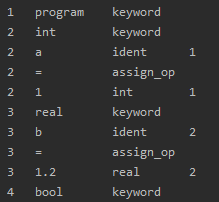 1 program keyword
2 int keyword
2 a ident 1
2 = assign_op
2 1 int 1
3 real keyword
3 b ident 2
3 = assign_op
3 1.2 real 2
4 bool keyword